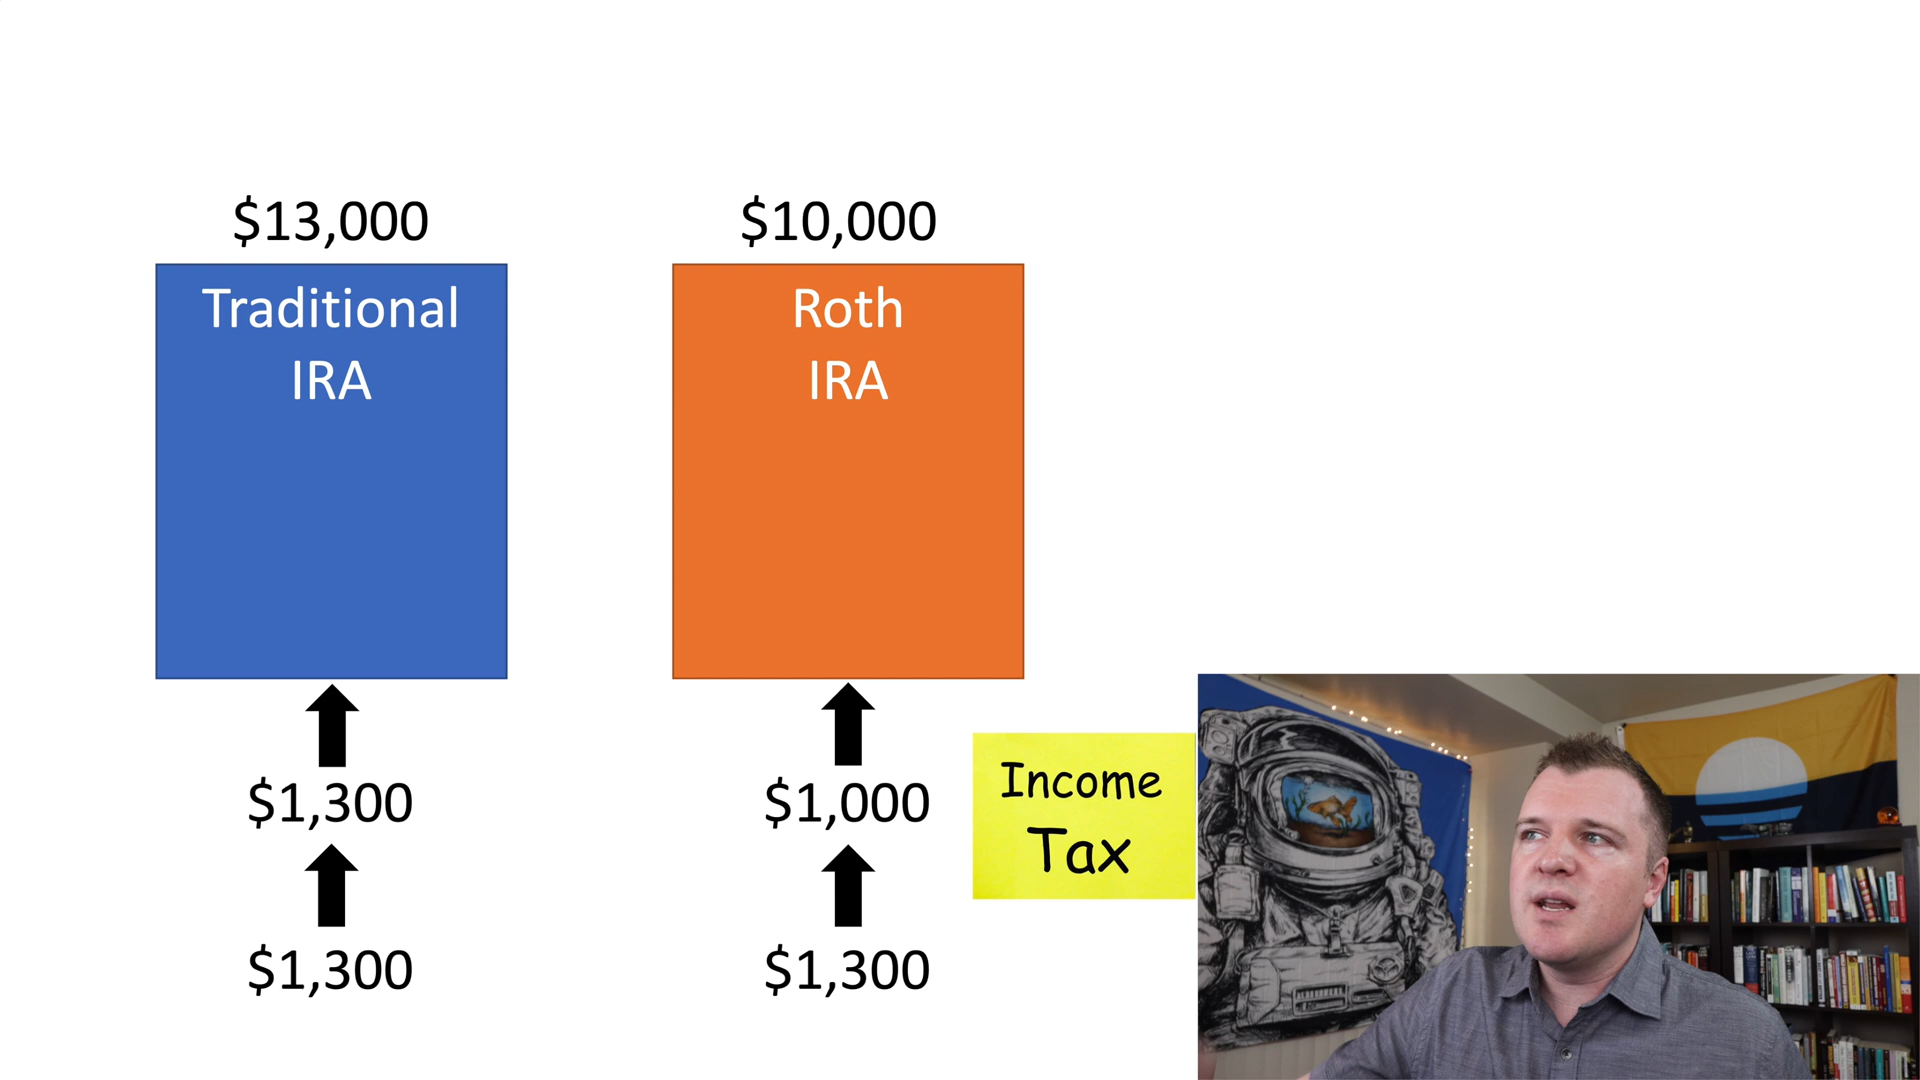 $13,000
$10,000
Traditional
IRA
Roth
IRA
$1,300
$1,000
Income
Tax
$1,300
$1,300